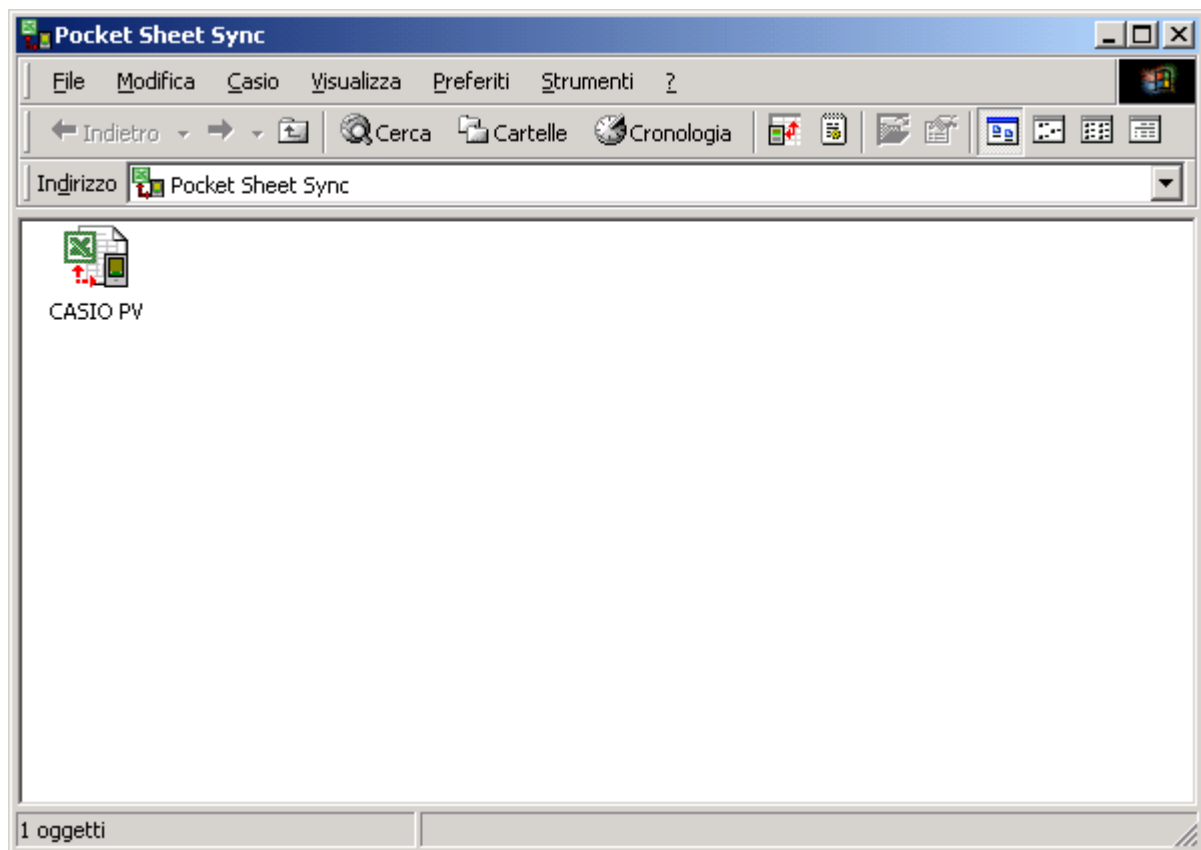 Pocket Sheet Sync
File Modifica Casio Visualizza Preferiti Strumenti ?
Indietro Cerca Cartelle Cronologia
Indirizzo Pocket Sheet Sync
CASIO PV
1 oggetti